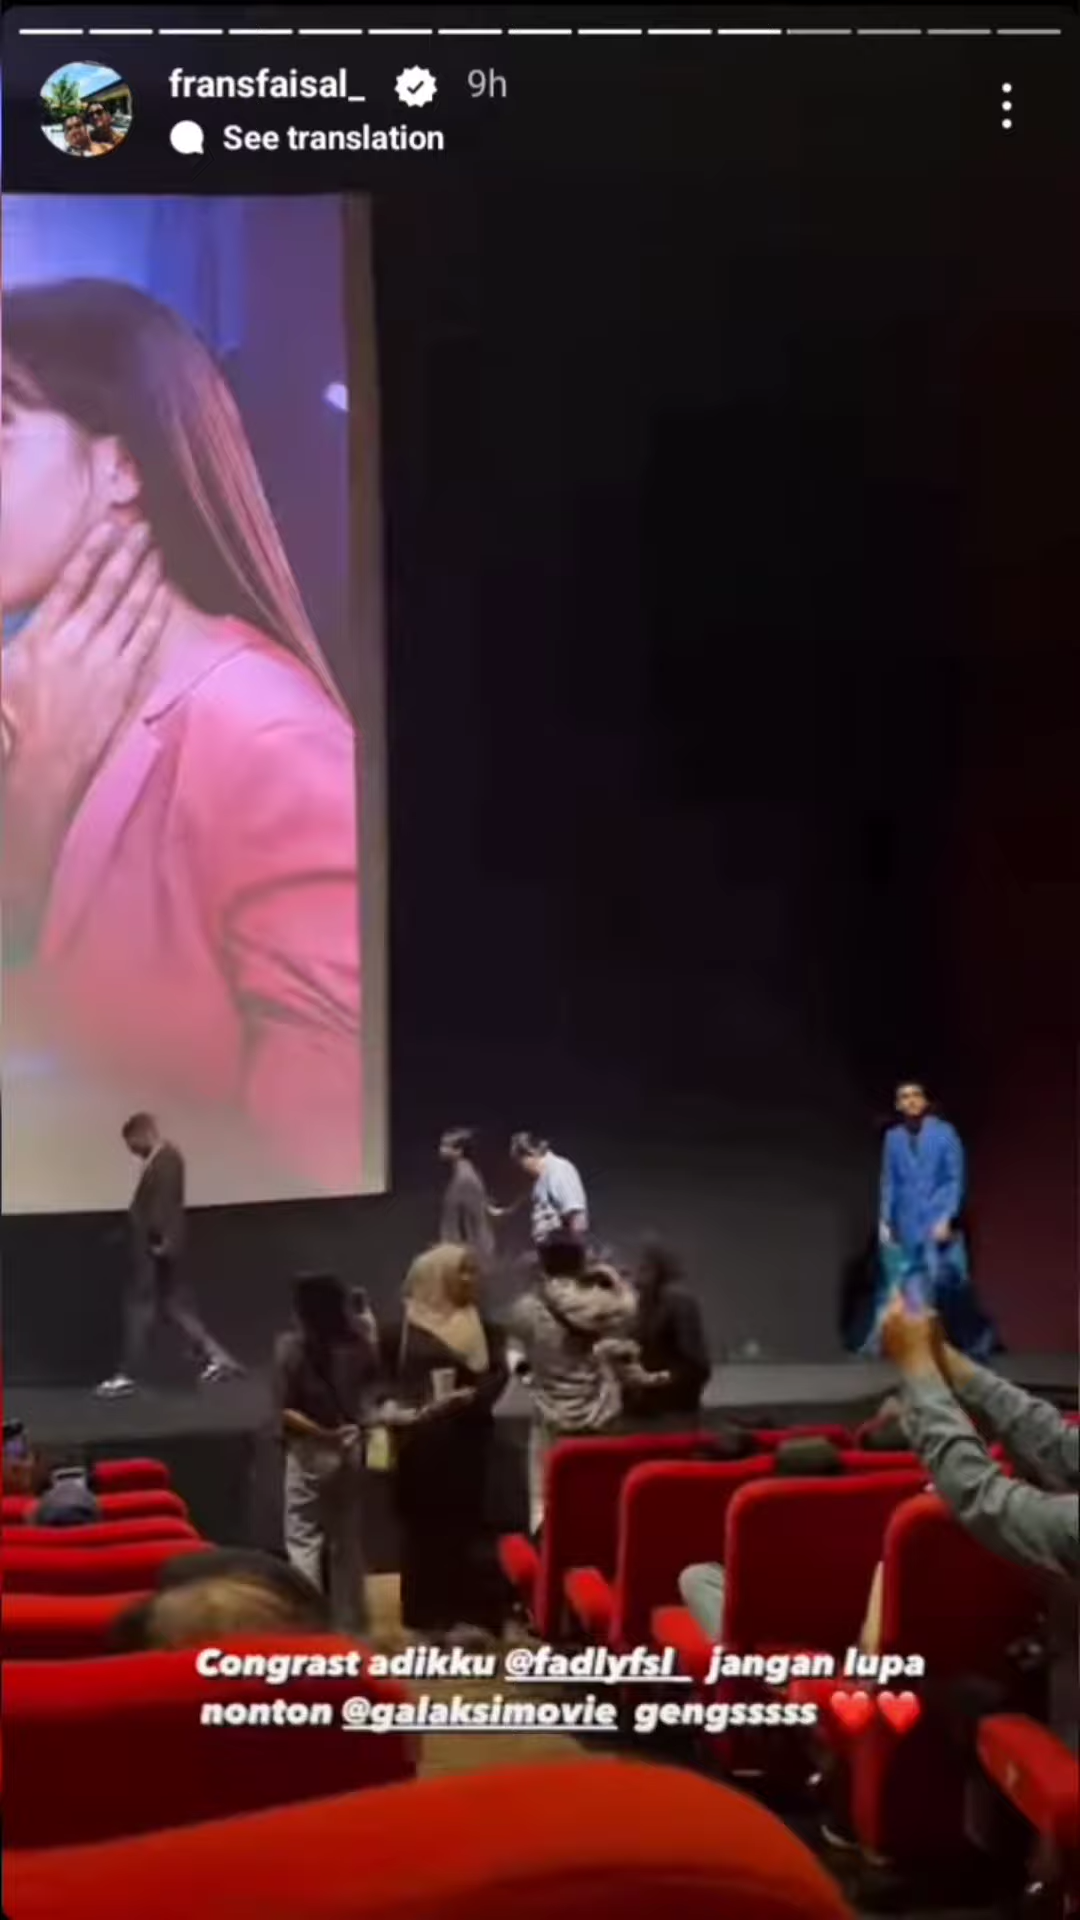 fransfaisal_ 9h
See translation
Congrast adikku @fadlyfsl_ jangan lupa
nonton @galaksimovie gengsssss ❤️❤️